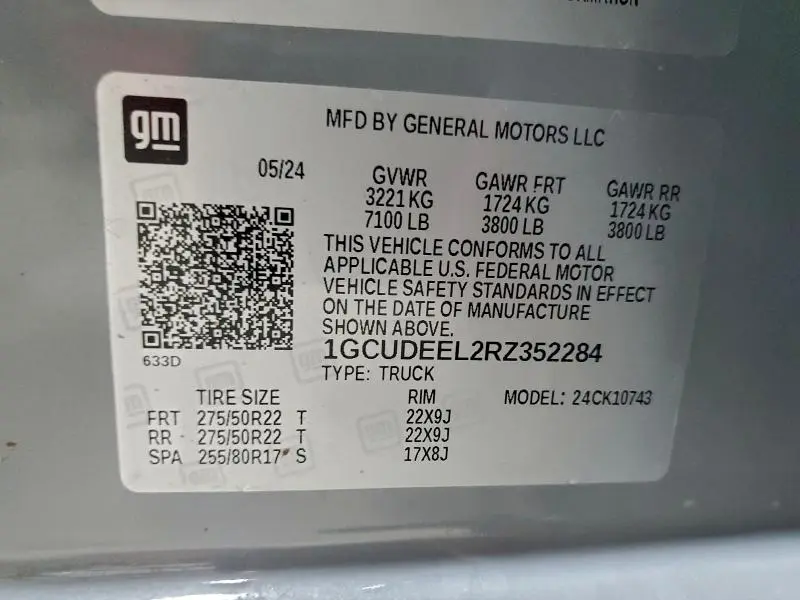 gm
MFD BY GENERAL MOTORS LLC
05/24
GVWR GAWR FRT GAWR RR
3221 KG 1724 KG 1724 KG
7100 LB 3800 LB 3800 LB
THIS VEHICLE CONFORMS TO ALL
APPLICABLE U.S. FEDERAL MOTOR
VEHICLE SAFETY STANDARDS IN EFFECT
ON THE DATE OF MANUFACTURE
SHOWN ABOVE.
633D
1GCUDEEL2RZ352284
TYPE: TRUCK
TIRE SIZE RIM MODEL: 24CK10743
FRT 275/50R22 T 22X9J
RR 275/50R22 T 22X9J
SPA 255/80R17 S 17X8J